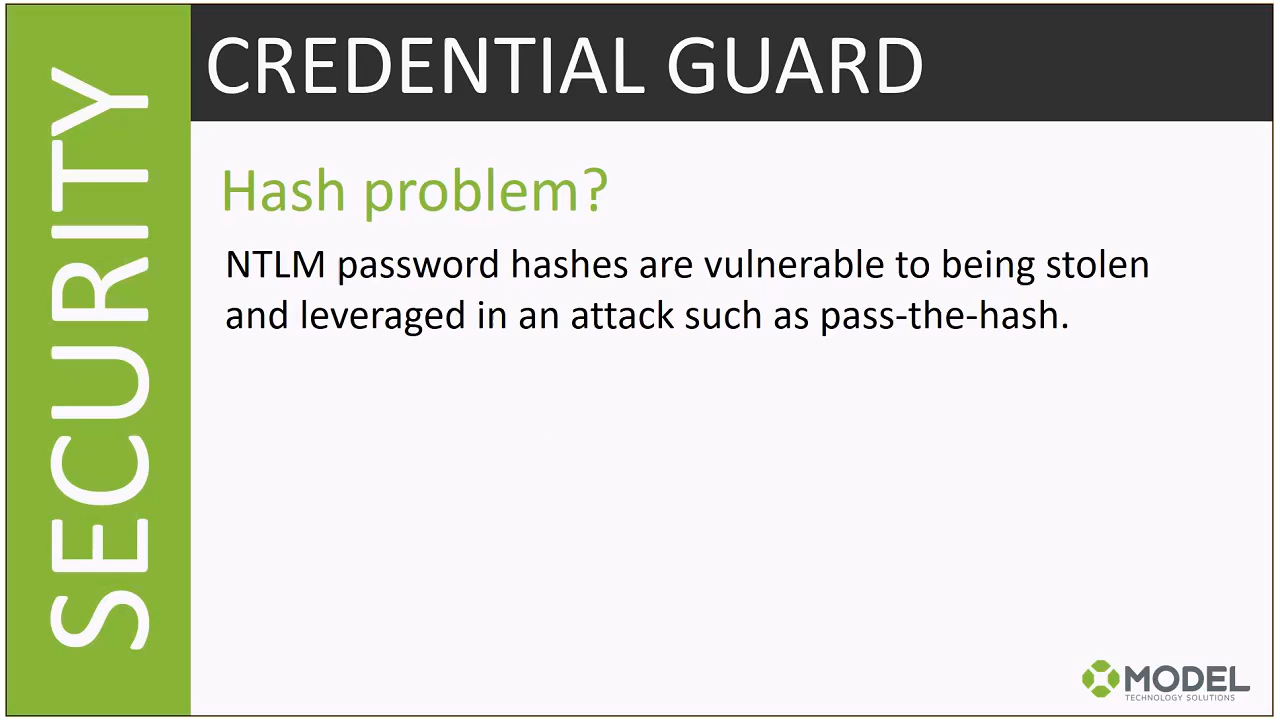 SECURITY
CREDENTIAL GUARD
Hash problem?
NTLM password hashes are vulnerable to being stolen
and leveraged in an attack such as pass-the-hash.
MODEL
TECHNOLOGY SOLUTIONS